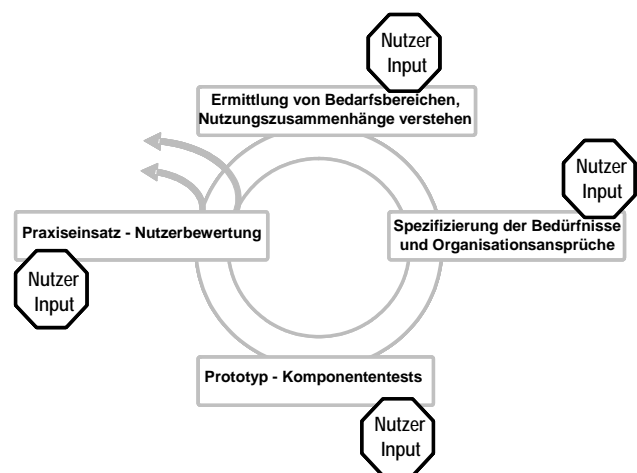 Nutzer
Input
Ermittlung von Bedarfsbereichen,
Nutzungszusammenhänge verstehen
Nutzer
Input
Spezifizierung der Bedürfnisse
und Organisationsansprüche
Praxiseinsatz - Nutzerbewertung
Nutzer
Input
Prototyp - Komponententests
Nutzer
Input